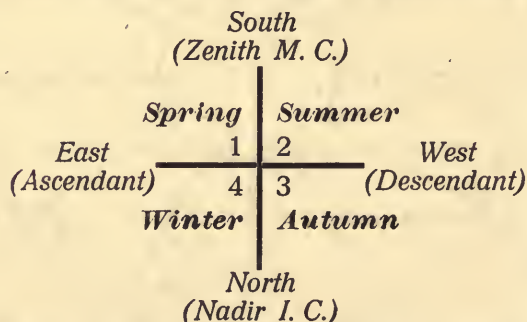 South
(Zenith M. C.)
Spring Summer
East 1 2 West
(Ascendant) 4 3 (Descendant)
Winter Autumn
North
(Nadir I. C.)